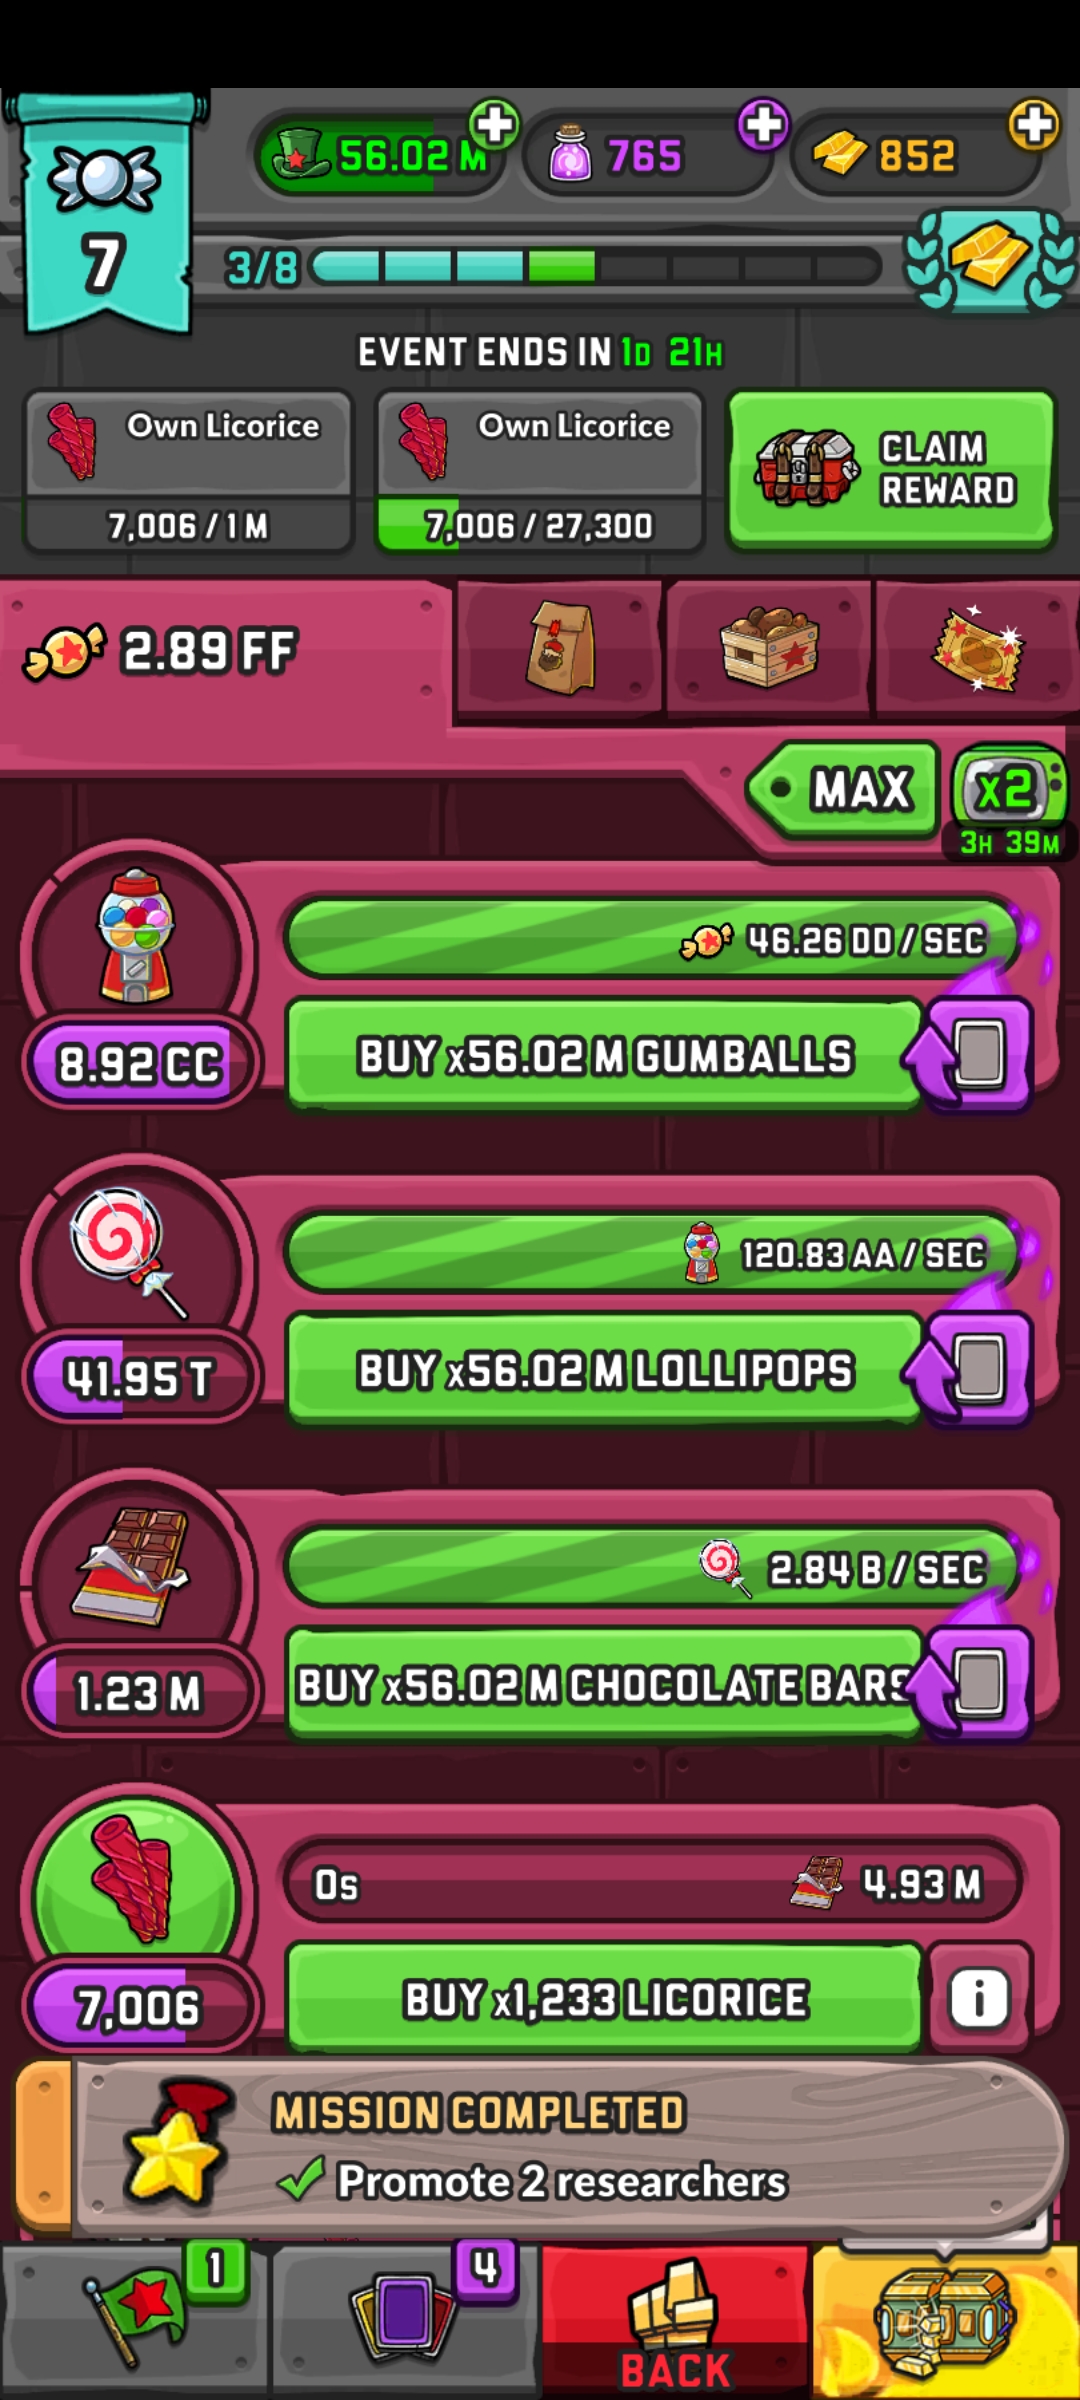 7
56.02 M
765
852
3/8
EVENT ENDS IN 1D 21H
Own Licorice
7,006 / 1 M
Own Licorice
7,006 / 27,300
CLAIM
REWARD
2.89 FF
MAX
x2
3H 39M
46.26 DD / SEC
8.92 CC
BUY x56.02 M GUMBALLS
120.83 AA / SEC
41.95 T
BUY x56.02 M LOLLIPOPS
2.84 B / SEC
1.23 M
BUY x56.02 M CHOCOLATE BARS
0s
4.93 M
7,006
BUY x1,233 LICORICE
i
MISSION COMPLETED
Promote 2 researchers
1
4
BACK